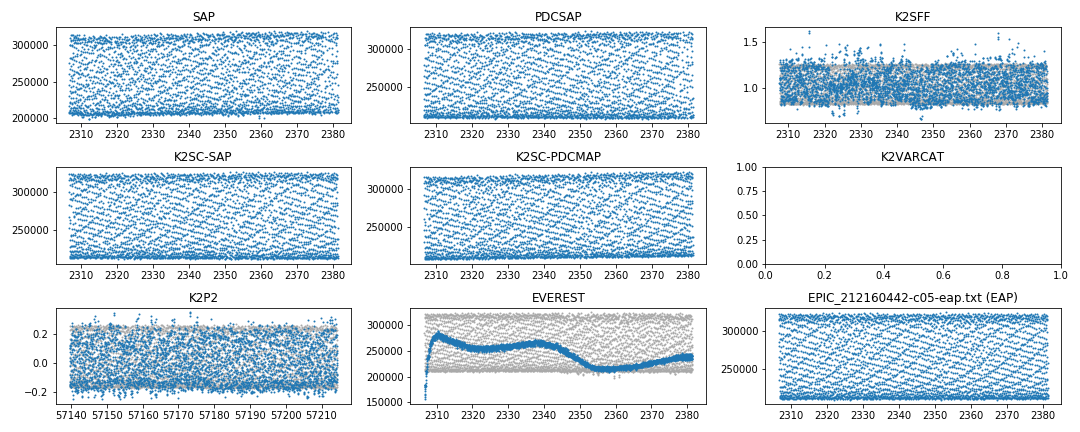 SAP
300000
250000
200000
2310 2320 2330 2340 2350 2360 2370 2380
PDCSAP
300000
250000
2310 2320 2330 2340 2350 2360 2370 2380
K2SFF
1.5
1.0
2310 2320 2330 2340 2350 2360 2370 2380
K2SC-SAP
300000
250000
2310 2320 2330 2340 2350 2360 2370 2380
K2SC-PDCMAP
300000
250000
2310 2320 2330 2340 2350 2360 2370 2380
K2VARCAT
1.00
0.75
0.50
0.25
0.00
0.0 0.2 0.4 0.6 0.8 1.0
K2P2
0.2
0.0
−0.2
57140 57150 57160 57170 57180 57190 57200 57210
EVEREST
300000
250000
200000
150000
2310 2320 2330 2340 2350 2360 2370 2380
EPIC_212160442-c05-eap.txt (EAP)
300000
250000
2310 2320 2330 2340 2350 2360 2370 2380